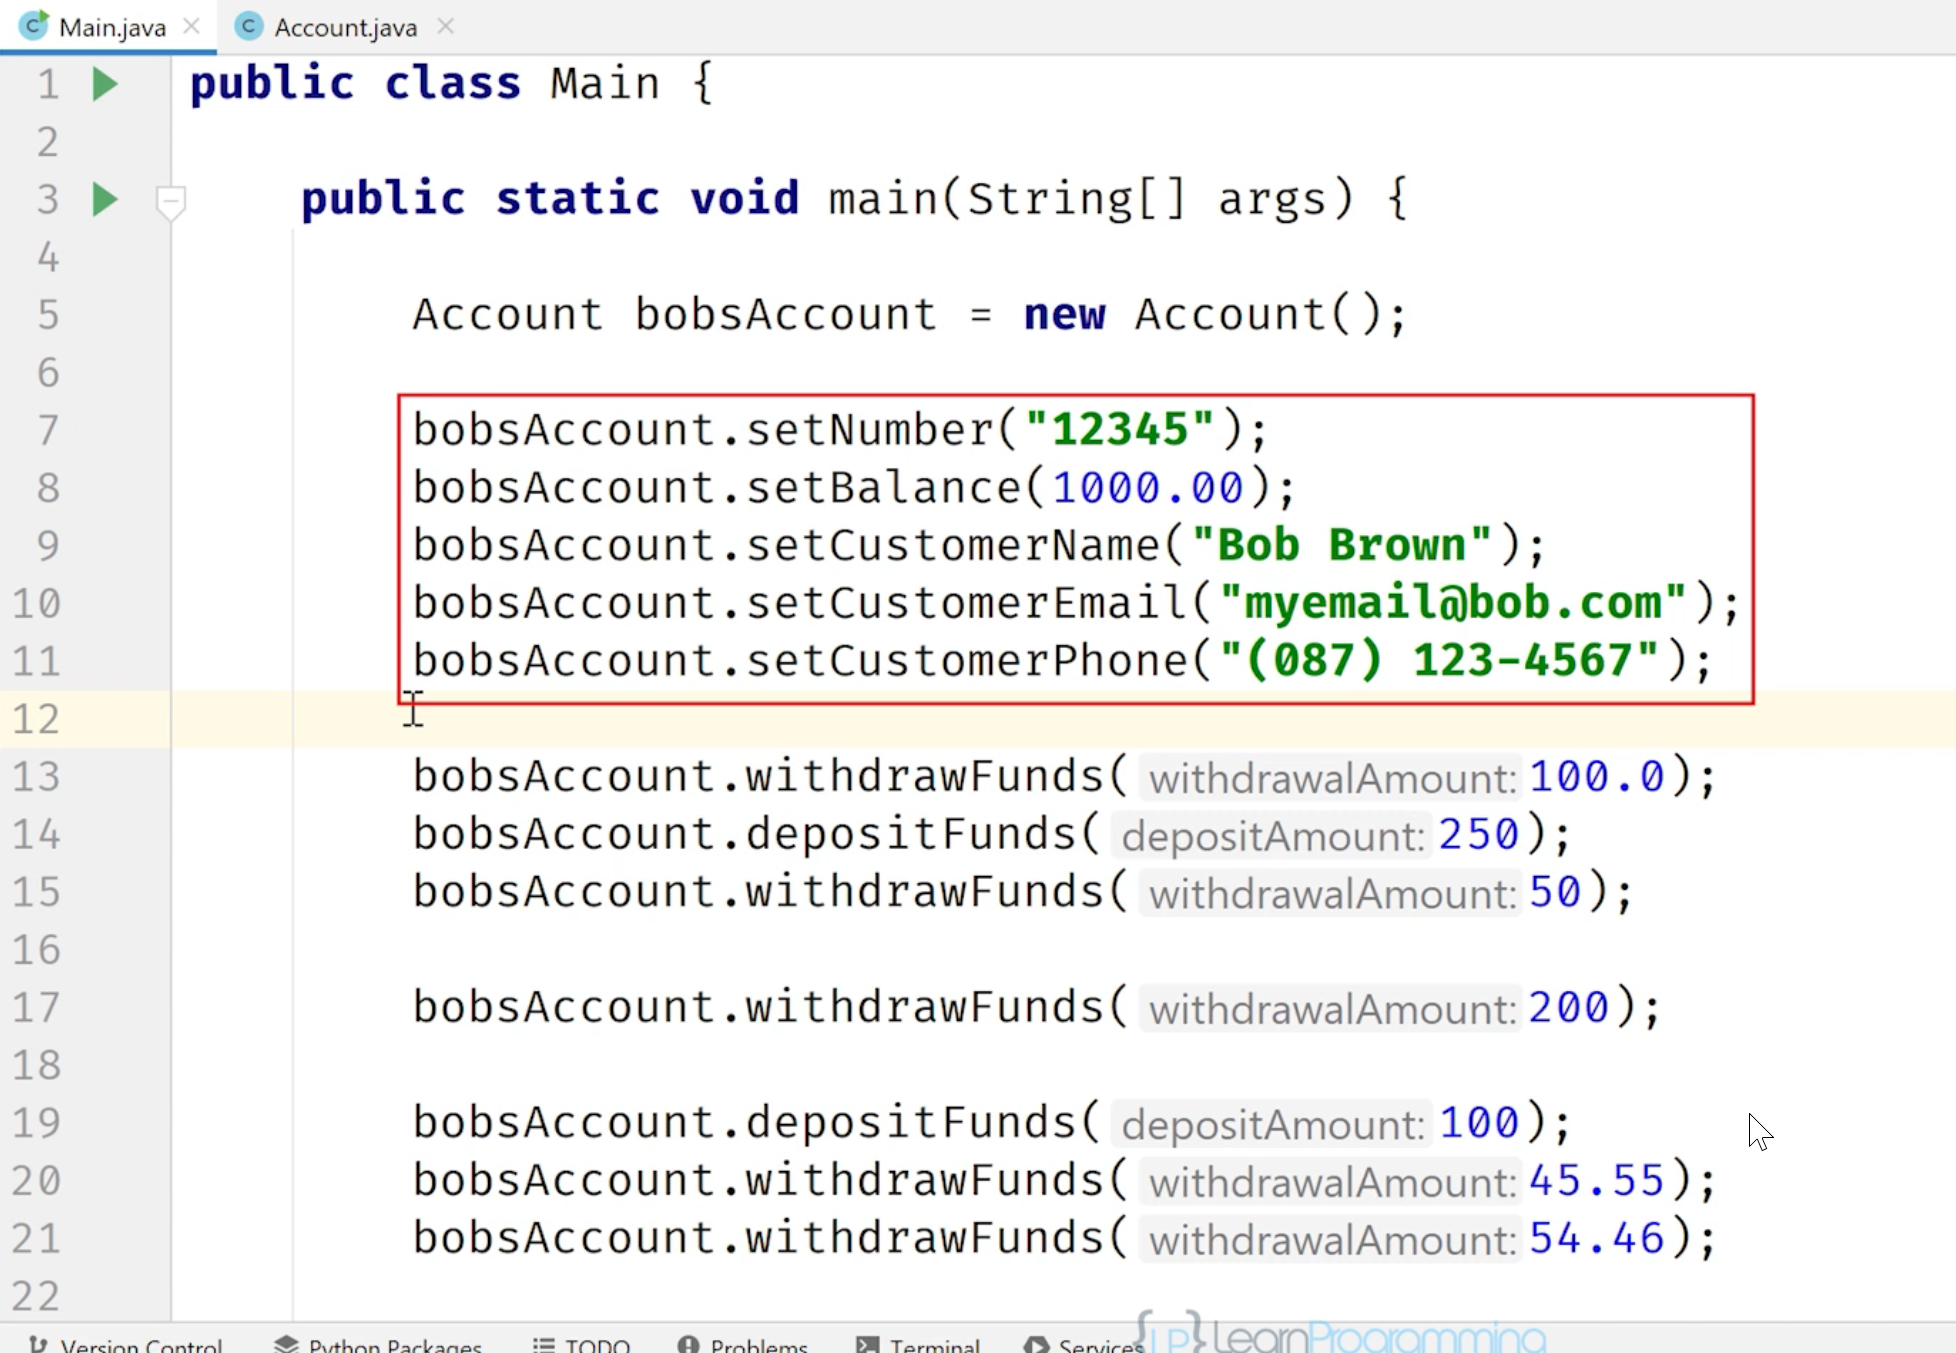 Main.java Account.java
1 public class Main {
2
3 public static void main(String[] args) {
4
5 Account bobsAccount = new Account();
6
7 bobsAccount.setNumber("12345");
8 bobsAccount.setBalance(1000.00);
9 bobsAccount.setCustomerName("Bob Brown");
10 bobsAccount.setCustomerEmail("myemail@bob.com");
11 bobsAccount.setCustomerPhone("(087) 123-4567");
12
13 bobsAccount.withdrawFunds( withdrawalAmount: 100.0);
14 bobsAccount.depositFunds( depositAmount: 250);
15 bobsAccount.withdrawFunds( withdrawalAmount: 50);
16
17 bobsAccount.withdrawFunds( withdrawalAmount: 200);
18
19 bobsAccount.depositFunds( depositAmount: 100);
20 bobsAccount.withdrawFunds( withdrawalAmount: 45.55);
21 bobsAccount.withdrawFunds( withdrawalAmount: 54.46);
22
Version Control Python Packages TODO Problems Terminal Services {LP} LearnProgramming